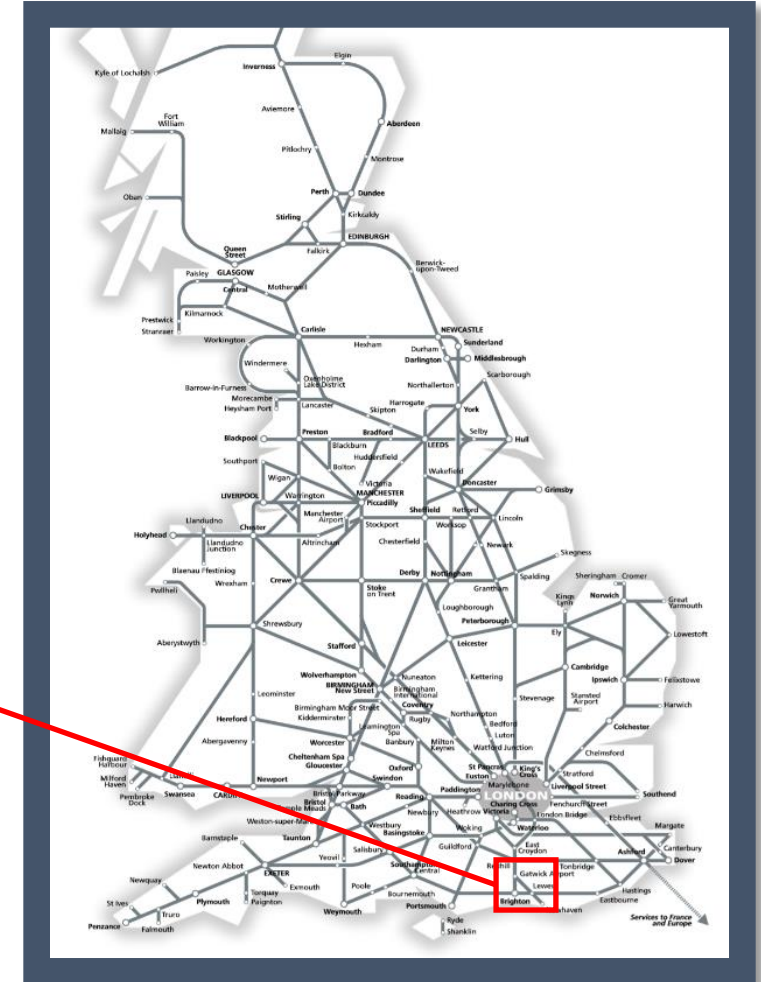 Elgin
Inverness
Kyle of Lochalsh
Aviemore
Fort
William
Mallaig
Aberdeen
Pitlochry
Montrose
Perth
Dundee
Oban
Stirling
Kirkcaldy
EDINBURGH
Queen
Street
Falkirk
Berwick-
upon-Tweed
Paisley
GLASGOW
Central
Motherwell
Kilmarnock
Prestwick
Stranraer
Carlisle
NEWCASTLE
Workington
Hexham
Sunderland
Durham
Darlington
Middlesbrough
Windermere
Scarborough
Oxenholme
Lake District
Northallerton
Barrow-in-Furness
Morecambe
Heysham Port
Lancaster
Harrogate
Skipton
York
Blackpool
Preston
Bradford
Selby
Hull
Blackburn
LEEDS
Huddersfield
Southport
Bolton
Wakefield
Wigan
Victoria
Doncaster
LIVERPOOL
Warrington
MANCHESTER
Piccadilly
Grimsby
Manchester
Airport
Sheffield
Retford
Llandudno
Stockport
Worksop
Lincoln
Holyhead
Chester
Llandudno
Junction
Altrincham
Chesterfield
Newark
Skegness
Blaenau Ffestiniog
Derby
Nottingham
Spalding
Sheringham
Cromer
Pwllheli
Wrexham
Crewe
Stoke
on Trent
Grantham
Kings
Lynn
Norwich
Great
Yarmouth
Loughborough
Peterborough
Shrewsbury
Ely
Lowestoft
Aberystwyth
Stafford
Leicester
Wolverhampton
Nuneaton
Kettering
Cambridge
BIRMINGHAM
New Street
Birmingham
International
Ipswich
Felixstowe
Leominster
Coventry
Stevenage
Stansted
Airport
Birmingham Moor Street
Kidderminster
Rugby
Northampton
Harwich
Hereford
Leamington
Spa
Bedford
Colchester
Abergavenny
Worcester
Banbury
Milton
Keynes
Luton
Watford Junction
Chelmsford
Cheltenham Spa
Gloucester
Oxford
St Pancras
Euston
King's
Cross
Stratford
Fishguard
Harbour
Llanelli
Newport
Swindon
Marylebone
Liverpool Street
Milford
Haven
Paddington
LONDON
Southend
Pembroke
Dock
Swansea
Bristol Parkway
Reading
Charing Cross
Fenchurch Street
Bristol
Temple Meads
Bath
Newbury
Heathrow
Victoria
London Bridge
Ebbsfleet
Westbury
Waterloo
Margate
Barnstaple
Taunton
Basingstoke
Woking
East
Croydon
Canterbury
Yeovil
Salisbury
Guildford
Tonbridge
Ashford
Dover
Newton Abbot
Southampton
Central
Gatwick Airport
Newquay
EXETER
Exmouth
Poole
Hastings
Torquay
Paignton
Bournemouth
Brighton
Eastbourne
St Ives
Plymouth
Weymouth
Portsmouth
Truro
Ryde
Services to France
and Europe
Penzance
Falmouth
Shanklin